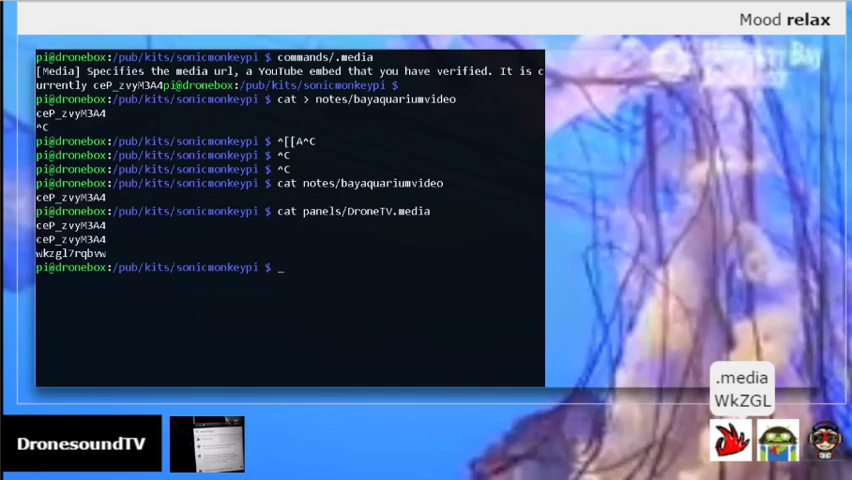 Mood relax
pi@dronebox:/pub/kits/sonicmonkeypi $ commands/.media
[Media] Specifies the media url, a YouTube embed that you have verified. It is c
urrently ceP_zvyM3A4pi@dronebox:/pub/kits/sonicmonkeypi $
pi@dronebox:/pub/kits/sonicmonkeypi $ cat > notes/bayaquariumvideo
ceP_zvyM3A4
^C
pi@dronebox:/pub/kits/sonicmonkeypi $ ^[[A^C
pi@dronebox:/pub/kits/sonicmonkeypi $ ^C
pi@dronebox:/pub/kits/sonicmonkeypi $ ^C
pi@dronebox:/pub/kits/sonicmonkeypi $ cat notes/bayaquariumvideo
ceP_zvyM3A4
pi@dronebox:/pub/kits/sonicmonkeypi $ cat panels/DroneTV.media
ceP_zvyM3A4
ceP_zvyM3A4
wkzgl7rqbvw
pi@dronebox:/pub/kits/sonicmonkeypi $ _
.media
WkZGL
DronesoundTV